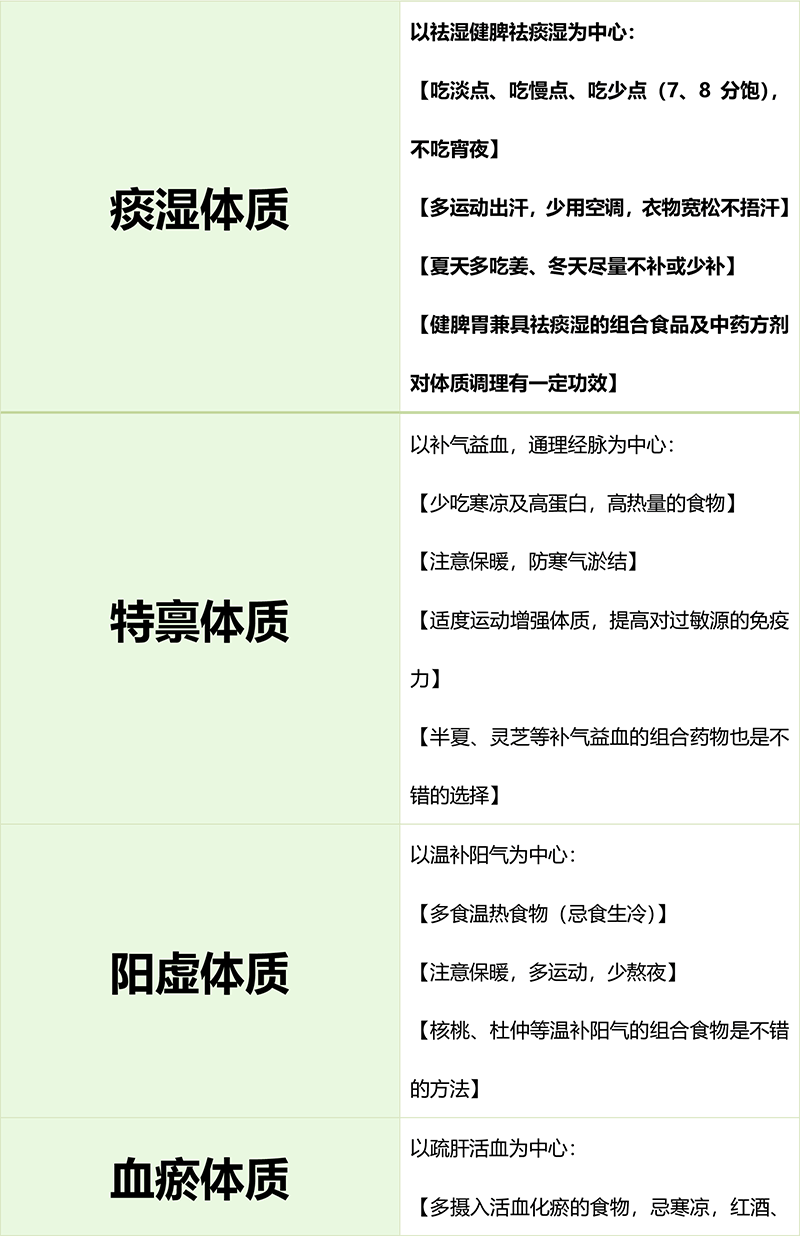 痰湿体质
以祛湿健脾祛痰湿为中心：
【吃淡点、吃慢点、吃少点（7、8 分饱），
不吃宵夜】
【多运动出汗，少用空调，衣物宽松不捂汗】
【夏天多吃姜、冬天尽量不补或少补】
【健脾胃兼具祛痰湿的组合食品及中药方剂
对体质调理有一定功效】
特禀体质
以补气益血，通理经脉为中心：
【少吃寒凉及高蛋白，高热量的食物】
【注意保暖，防寒气淤结】
【适度运动增强体质，提高对过敏源的免疫
力】
【半夏、灵芝等补气益血的组合药物也是不
错的选择】
阳虚体质
以温补阳气为中心：
【多食温热食物（忌食生冷）】
【注意保暖，多运动，少熬夜】
【核桃、杜仲等温补阳气的组合食物是不错
的方法】
血瘀体质
以疏肝活血为中心：
【多摄入活血化瘀的食物，忌寒凉，红酒、